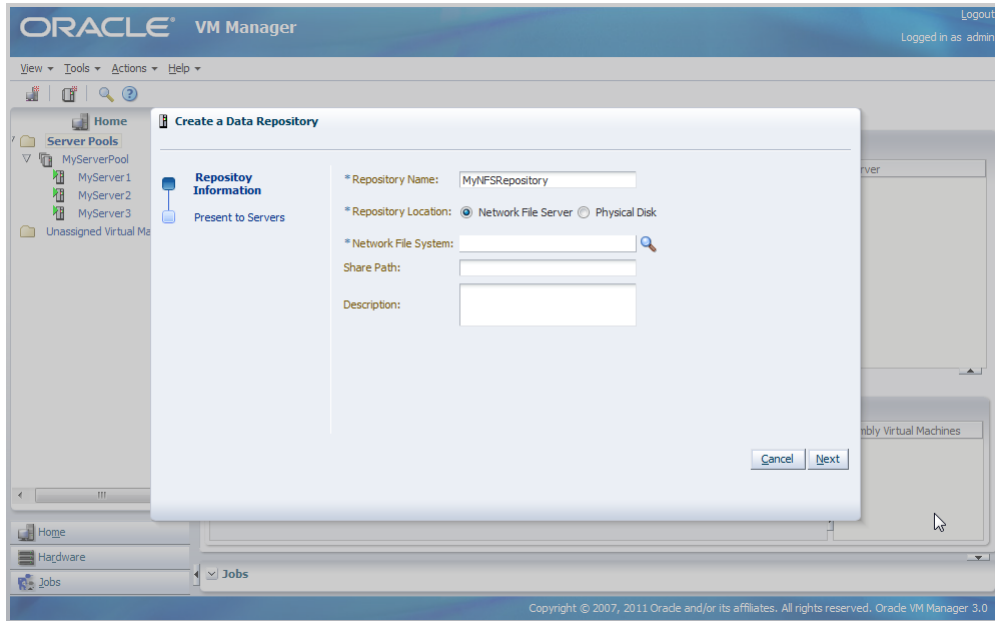 ORACLE VM Manager
Logout
Logged in as admin
View Tools Actions Help
Home
Server Pools
MyServerPool
MyServer1
MyServer2
MyServer3
Unassigned Virtual Ma
Create a Data Repository
Repositoy
Information
Present to Servers
*Repository Name: MyNFSRepository
*Repository Location: Network File Server Physical Disk
*Network File System:
Share Path:
Description:
Cancel Next
rver
mbly Virtual Machines
Home
Hardware
Jobs
Jobs
Copyright © 2007, 2011 Oracle and/or its affiliates. All rights reserved. Oracle VM Manager 3.0